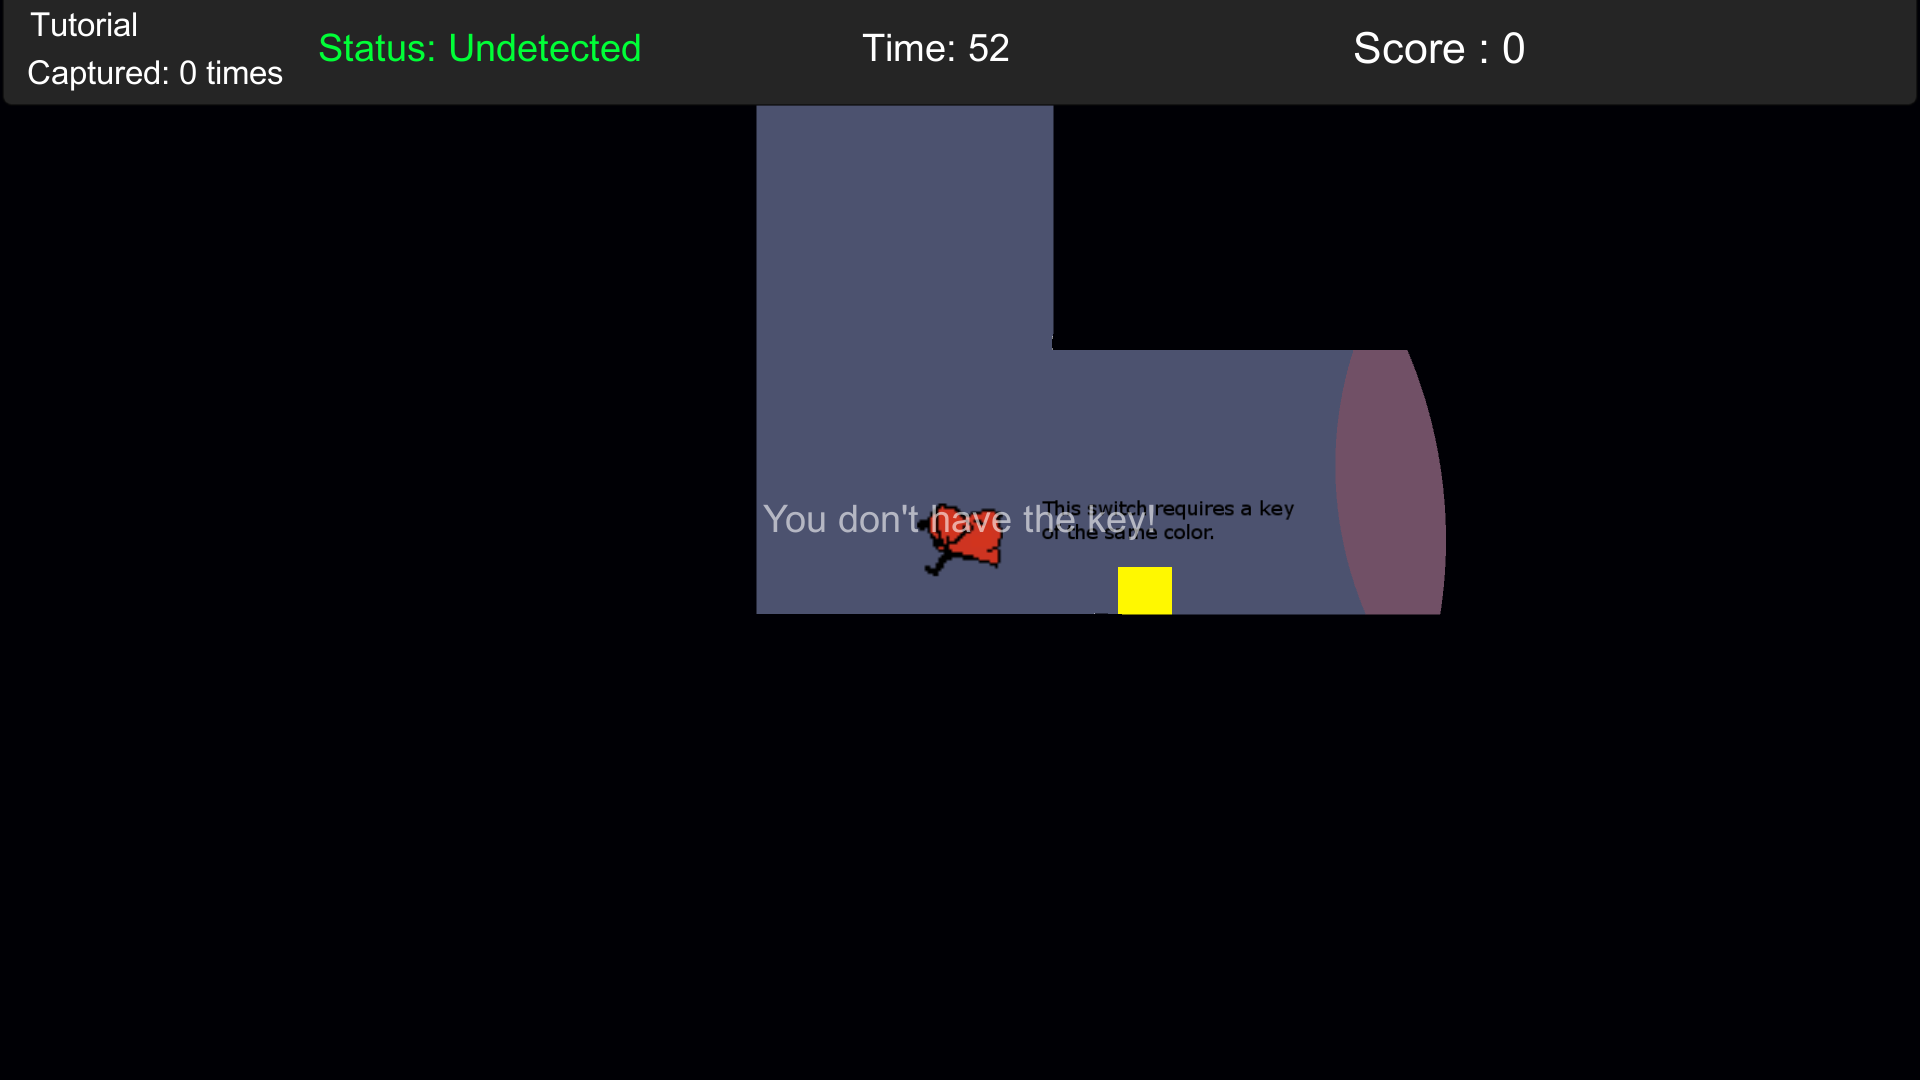 Tutorial
Captured: 0 times
Status: Undetected
Time: 52
Score : 0
You don't have the key!
This switch requires a key
of the same color.